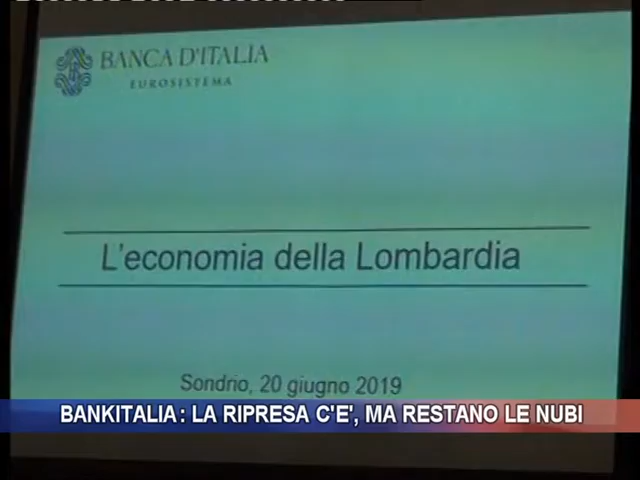 BANCA D'ITALIA
EUROSISTEMA
L'economia della Lombardia
Sondrio, 20 giugno 2019
BANKITALIA: LA RIPRESA C'E', MA RESTANO LE NUBI